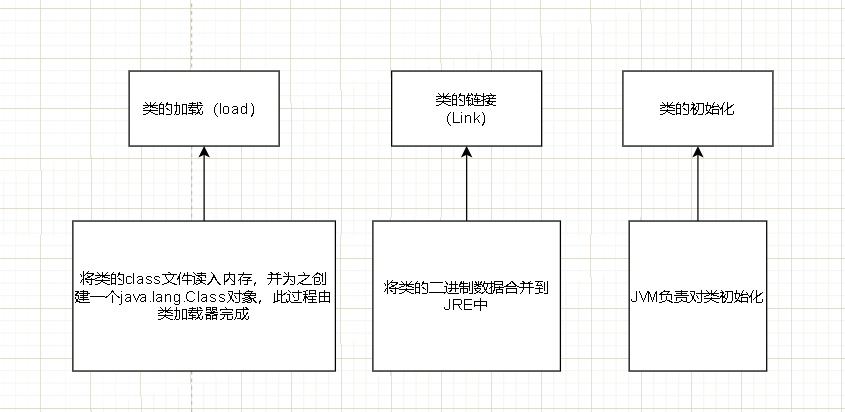 类的加载（load）
类的链接
（Link）
类的初始化
将类的class文件读入内存，并为之创
建一个java.lang.Class对象，此过程由
类加载器完成
将类的二进制数据合并到
JRE中
JVM负责对类初始化